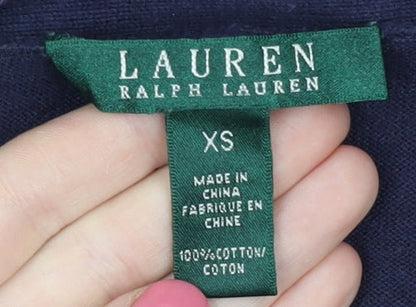 LAUREN
RALPH LAUREN
XS
MADE IN
CHINA
FABRIQUE EN
CHINE
100%COTTON/
COTON